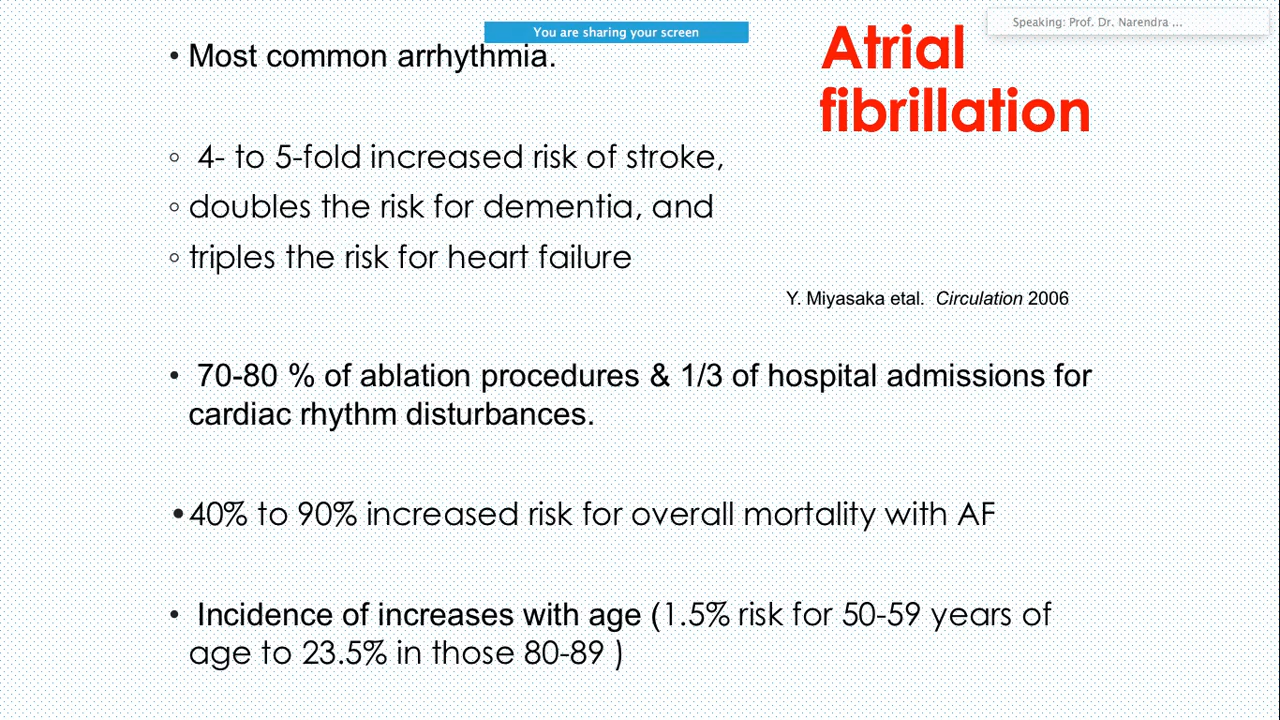 You are sharing your screen
Speaking: Prof. Dr. Narendra ...
Atrial
fibrillation
• Most common arrhythmia.
◦ 4- to 5-fold increased risk of stroke,
◦ doubles the risk for dementia, and
◦ triples the risk for heart failure
Y. Miyasaka etal. Circulation 2006
• 70-80 % of ablation procedures & 1/3 of hospital admissions for
cardiac rhythm disturbances.
•40% to 90% increased risk for overall mortality with AF
• Incidence of increases with age (1.5% risk for 50-59 years of
age to 23.5% in those 80-89 )